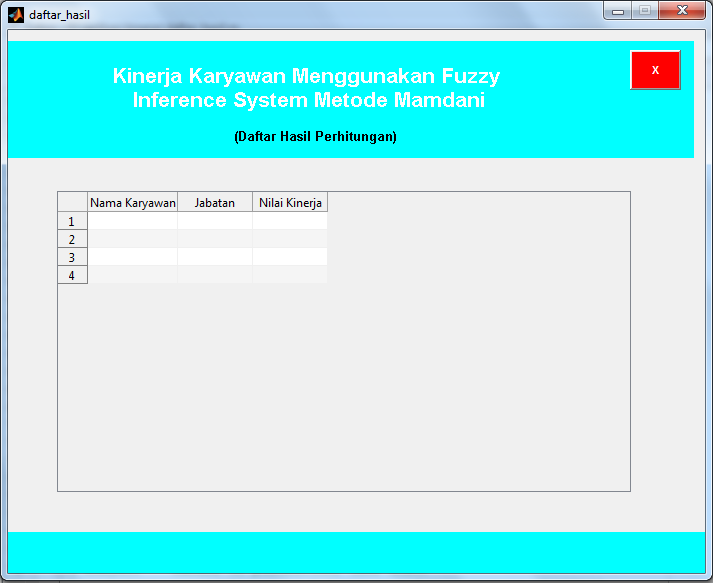 daftar_hasil
Kinerja Karyawan Menggunakan Fuzzy
Inference System Metode Mamdani
X
(Daftar Hasil Perhitungan)
Nama Karyawan Jabatan Nilai Kinerja
1
2
3
4